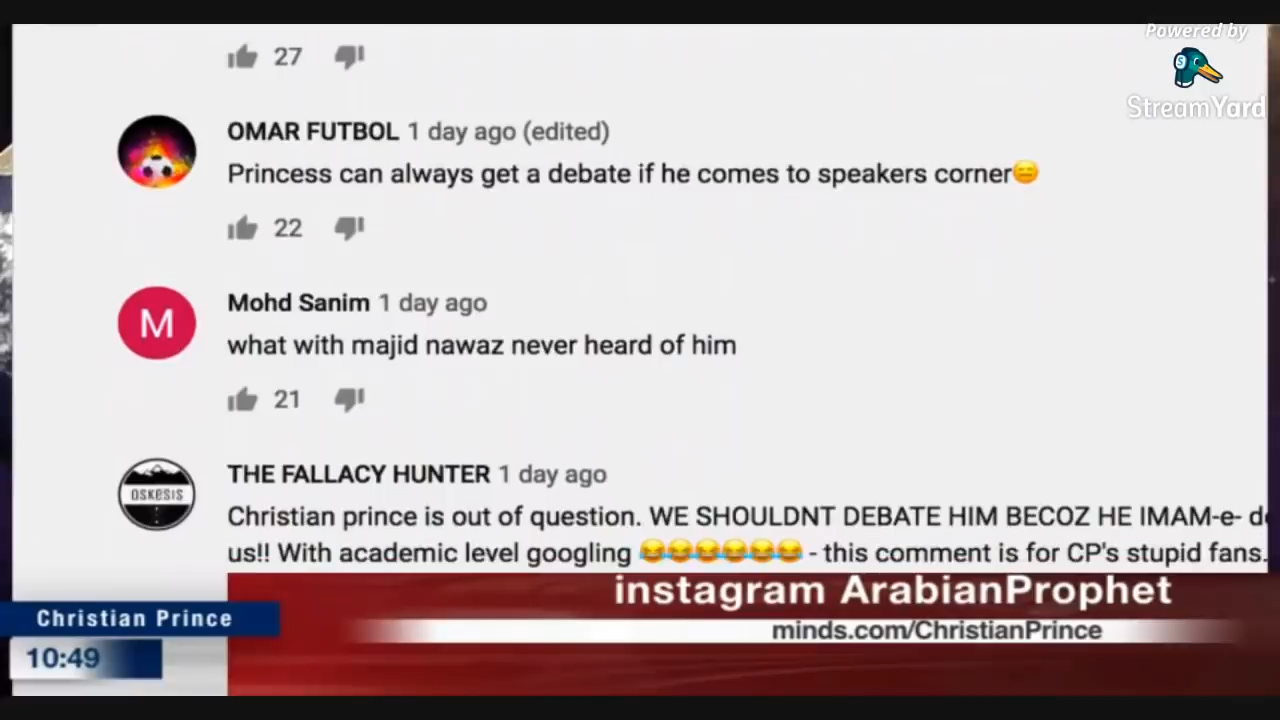 Powered by
StreamYard
27
OMAR FUTBOL 1 day ago (edited)
Princess can always get a debate if he comes to speakers corner😑
22
M
Mohd Sanim 1 day ago
what with majid nawaz never heard of him
21
OSKESIS
THE FALLACY HUNTER 1 day ago
Christian prince is out of question. WE SHOULDNT DEBATE HIM BECOZ HE IMAM-e-
us!! With academic level googling 😂😂😂😂😂😂 - this comment is for CP's stupid fans.
instagram ArabianProphet
Christian Prince
minds.com/ChristianPrince
10:49